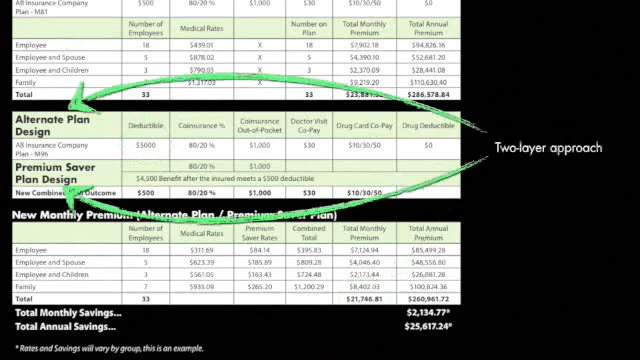 AB Insurance Company Plan - M81 $500 80/20 % $1,000 $30 $10/30/50 $0
Number of Employees Medical Rates Number on Plan Total Monthly Premium Total Annual Premium
Employee 18 $439.01 X 18 $7,902.18 $94,826.16
Employee and Spouse 5 $878.02 X 5 $4,390.10 $52,681.20
Employee and Children 3 $790.03 X 3 $2,370.09 $28,441.08
Family $1,317.03 X $9,219.20 $110,630.40
Total 33 33 $286,578.84
Alternate Plan Design Deductible Coinsurance % Coinsurance Out-of-Pocket Doctor Visit Co-Pay Drug Card Co-Pay Drug Deductible
AB Insurance Company Plan - M96 $5000 80/20 % $1,000 $30 $10/30/50 $0
Premium Saver Plan Design 80/20 % $1,000
$4,500 Benefit after the insured meets a $500 deductible
New Combined Plan Outcome $500 80/20 % $1,000 $30 $10/30/50 $0
Two-layer approach
New Monthly Premium (Alternate Plan / Premium Saver Plan)
Number of Employees Medical Rates Premium Saver Rates Combined Total Total Monthly Premium Total Annual Premium
Employee 18 $311.69 $84.14 $395.83 $7,124.94 $85,499.28
Employee and Spouse 5 $623.39 $185.89 $809.28 $4,046.40 $48,556.80
Employee and Children 3 $561.05 $163.43 $724.48 $2,173.44 $26,081.28
Family 7 $935.09 $265.20 $1,200.29 $8,402.03 $100,824.36
Total 33 $21,746.81 $260,961.72
Total Monthly Savings... $2,134.77*
Total Annual Savings... $25,617.24*
* Rates and Savings will vary by group, this is an example.